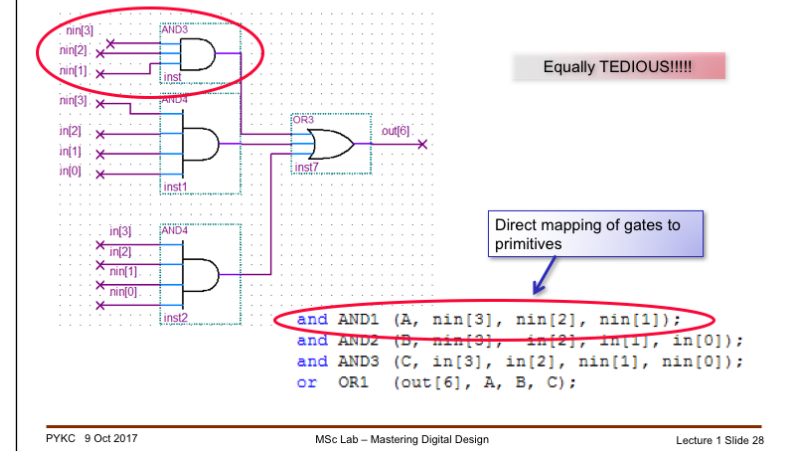 nin[3]
nin[2]
nin[1]
AND3
inst
Equally TEDIOUS!!!!!
nin[3]
in[2]
in[1]
in[0]
AND4
inst1
OR3
inst7
out[6]
in[3]
in[2]
nin[1]
nin[0]
AND4
inst2
Direct mapping of gates to
primitives
and AND1 (A, nin[3], nin[2], nin[1]);
and AND2 (B, nin[3], in[2], in[1], in[0]);
and AND3 (C, in[3], in[2], nin[1], nin[0]);
or OR1 (out[6], A, B, C);
PYKC 9 Oct 2017
MSc Lab – Mastering Digital Design
Lecture 1 Slide 28